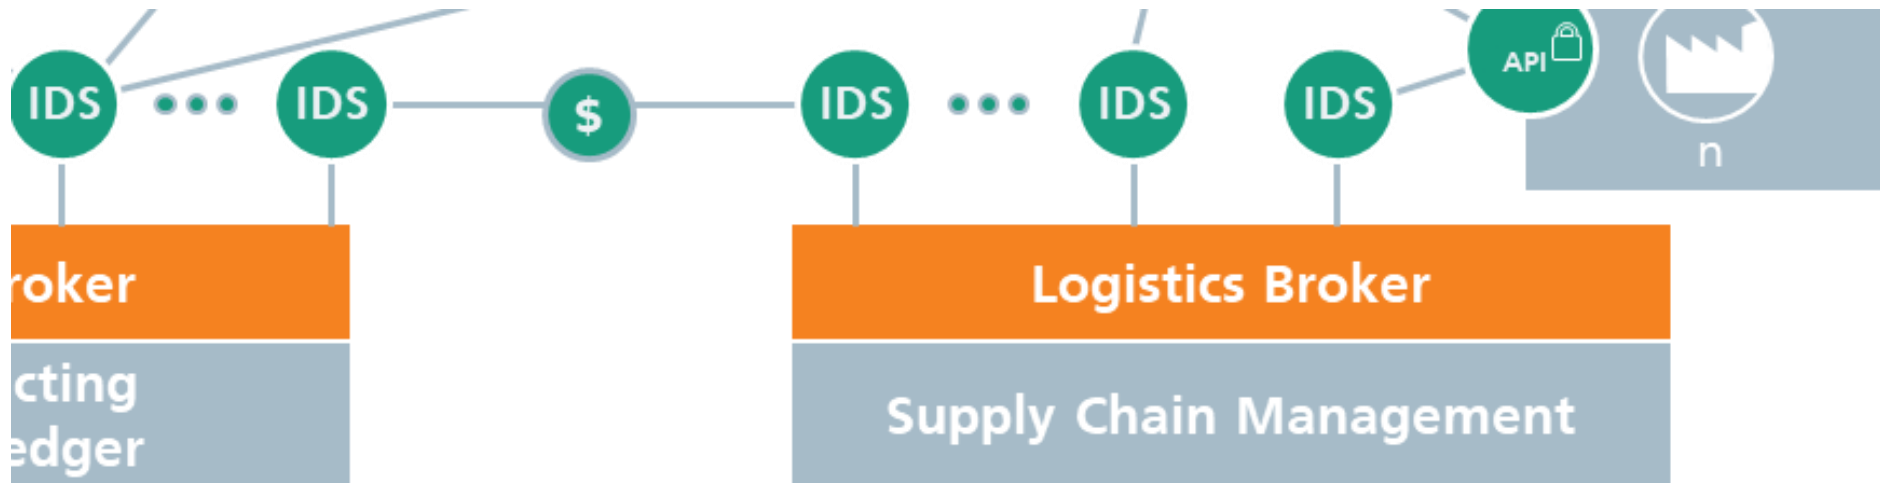 IDS IDS $ IDS IDS IDS API
n
roker
Logistics Broker
cting
edger
Supply Chain Management